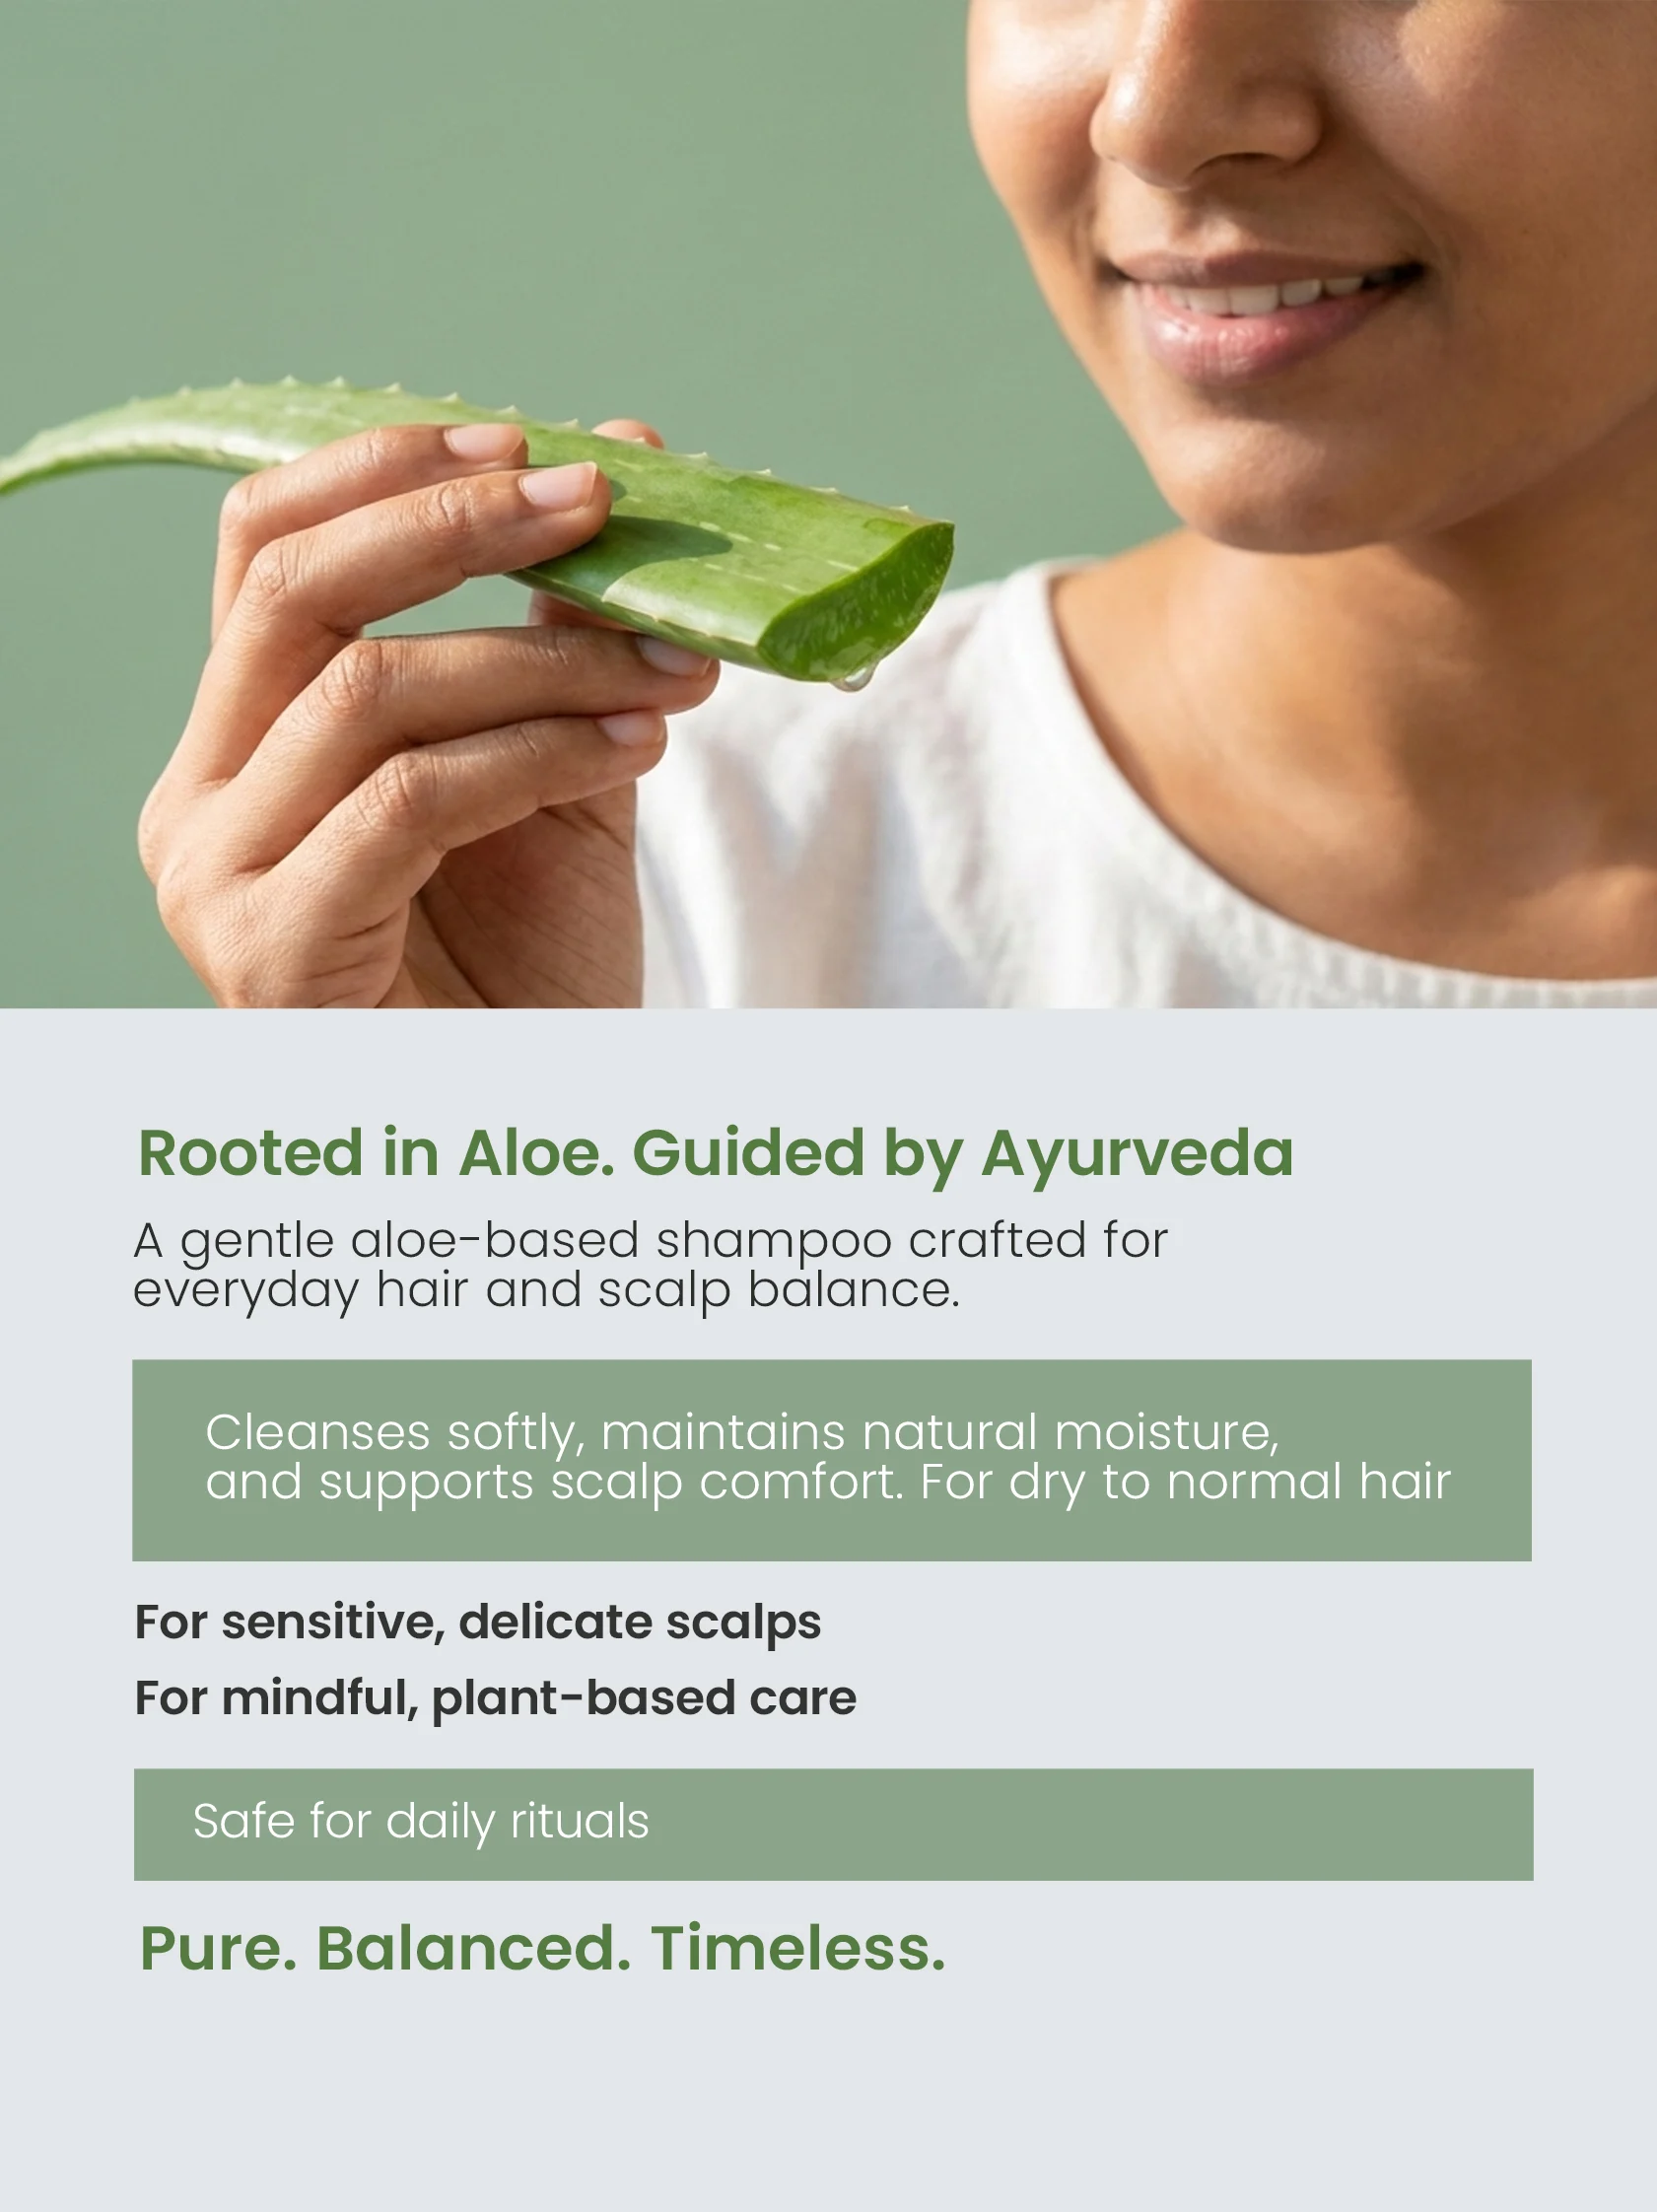 Rooted in Aloe. Guided by Ayurveda
A gentle aloe-based shampoo crafted for
everyday hair and scalp balance.
Cleanses softly, maintains natural moisture,
and supports scalp comfort. For dry to normal hair
For sensitive, delicate scalps
For mindful, plant-based care
Safe for daily rituals
Pure. Balanced. Timeless.